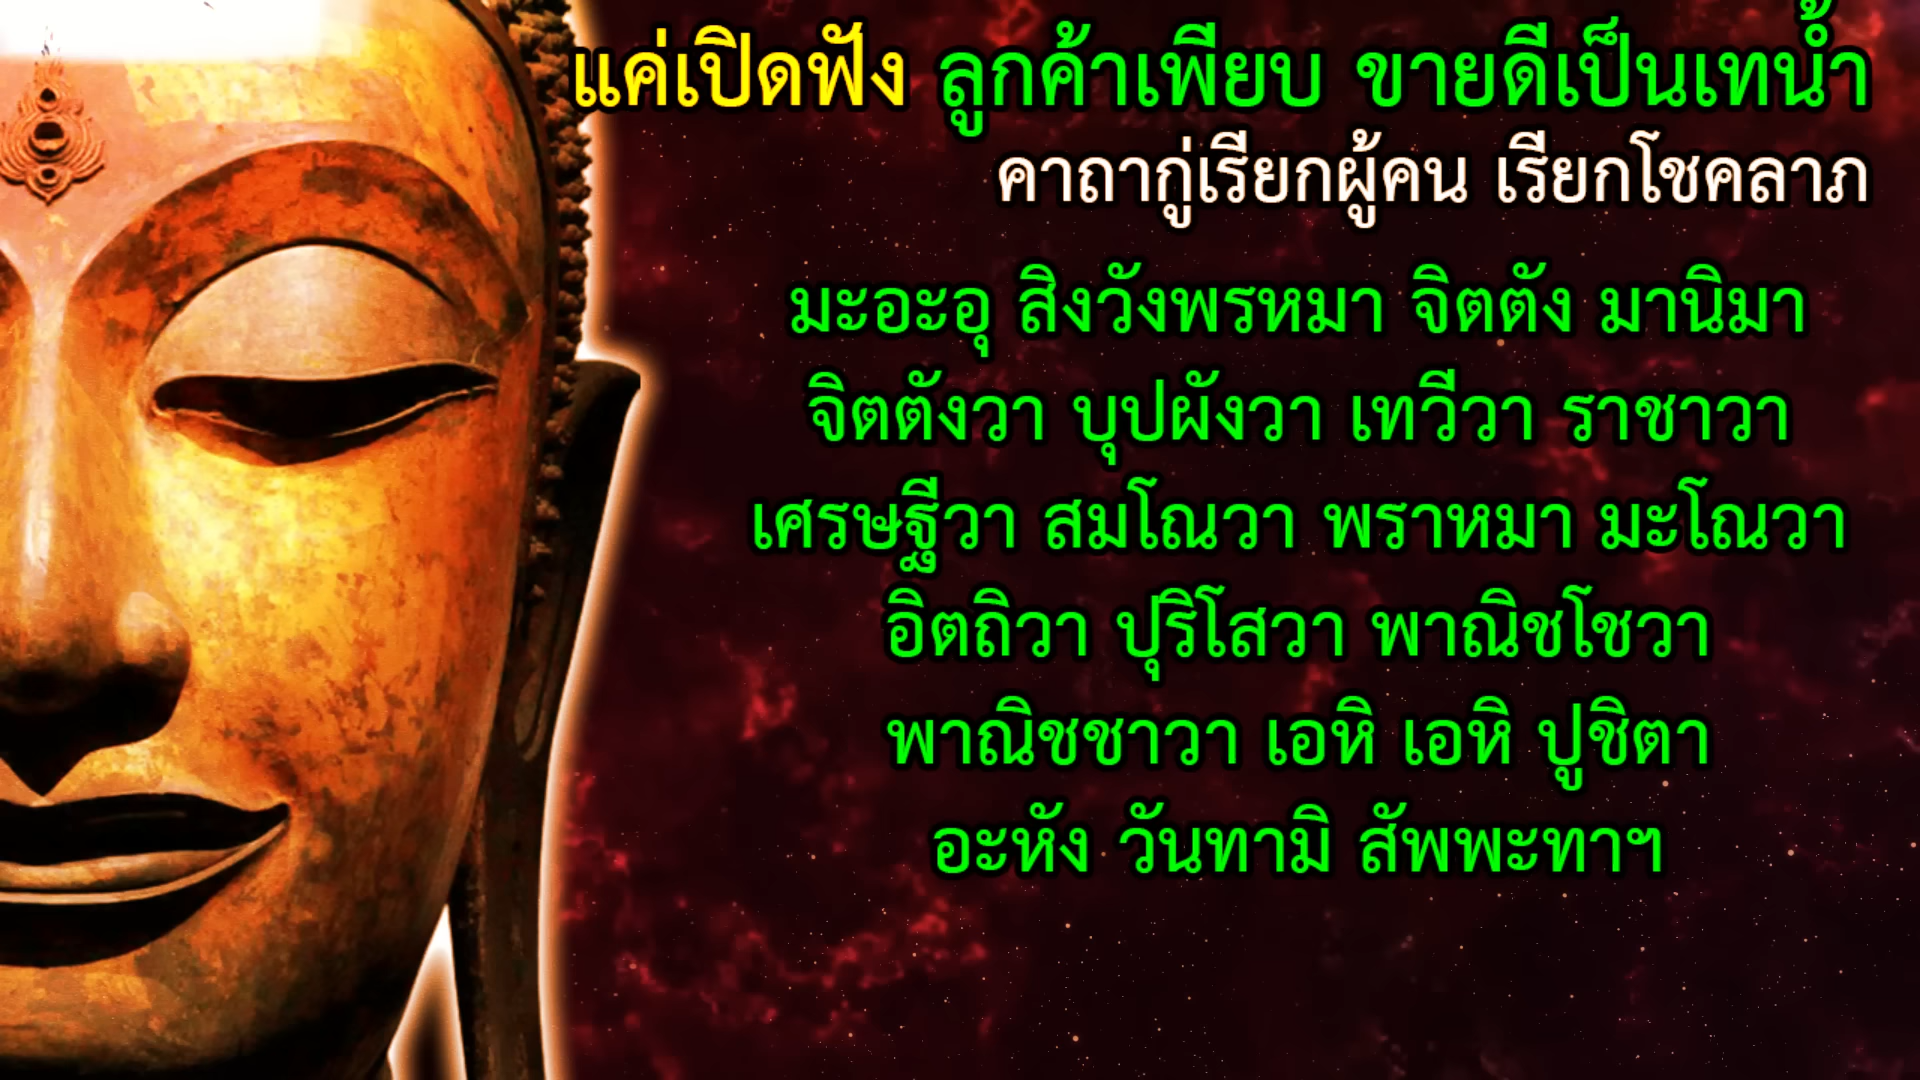 แค่เปิดฟัง ลูกค้าเพียบ ขายดีเป็นเทน้ำ
คาถากู่เรียกผู้คน เรียกโชคลาภ
มะอะอุ สิงวังพรหมา จิตตัง มานิมา
จิตตังวา บุปผังวา เทวีวา ราชาวา
เศรษฐีวา สมโณวา พราหมา มะโณวา
อิตถิวา ปุริโสวา พาณิชโชวา
พาณิชชาวา เอหิ เอหิ ปูชิตา
อะหัง วันทามิ สัพพะทาฯ